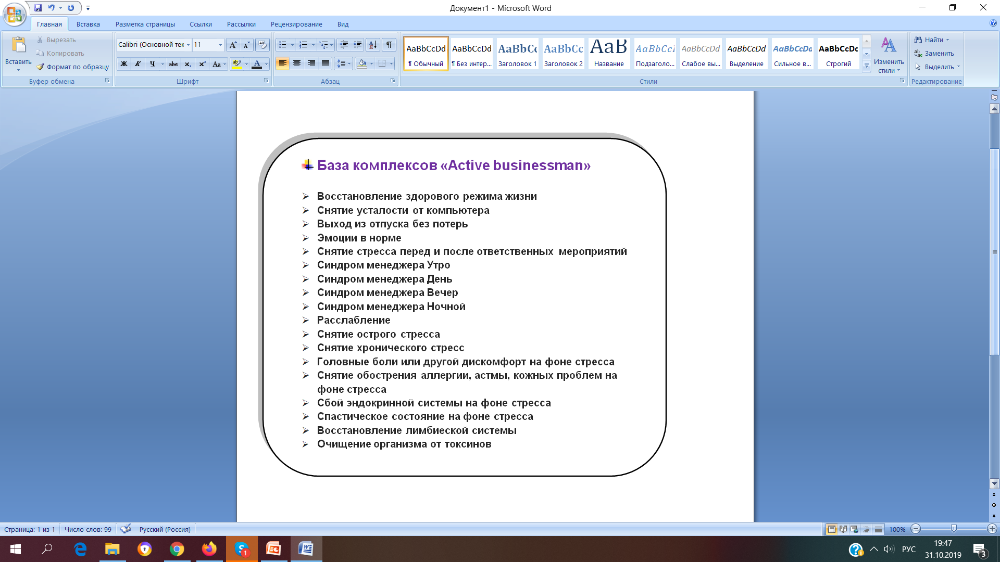 Документ1 - Microsoft Word
Главная Вставка Разметка страницы Ссылки Рассылки Рецензирование Вид
Вставить
Вырезать
Копировать
Формат по образцу
Буфер обмена
Calibri (Основной тек 11
Ж К Ч abc x₂ x² Aa ab A
Шрифт
Абзац
AaBbCcDd AaBbCcDd AaBbCc AaBbCc AaB AaBbCcI AaBbCcDd AaBbCcDd AaBbCcDd AaBbCcDc
¶ Обычный ¶ Без интер... Заголовок 1 Заголовок 2 Название Подзаголо... Слабое вы... Выделение Сильное в... Строгий
Стили
Изменить
стили
Найти
Заменить
Выделить
Редактирование
База комплексов «Active businessman»
Восстановление здорового режима жизни
Снятие усталости от компьютера
Выход из отпуска без потерь
Эмоции в норме
Снятие стресса перед и после ответственных мероприятий
Синдром менеджера Утро
Синдром менеджера День
Синдром менеджера Вечер
Синдром менеджера Ночной
Расслабление
Снятие острого стресса
Снятие хронического стресс
Головные боли или другой дискомфорт на фоне стресса
Снятие обострения аллергии, астмы, кожных проблем на
фоне стресса
Сбой эндокринной системы на фоне стресса
Спастическое состояние на фоне стресса
Восстановление лимбиеской системы
Очищение организма от токсинов
Страница: 1 из 1 Число слов: 99 Русский (Россия) 100%
1 РУС 19:47
31.10.2019 3